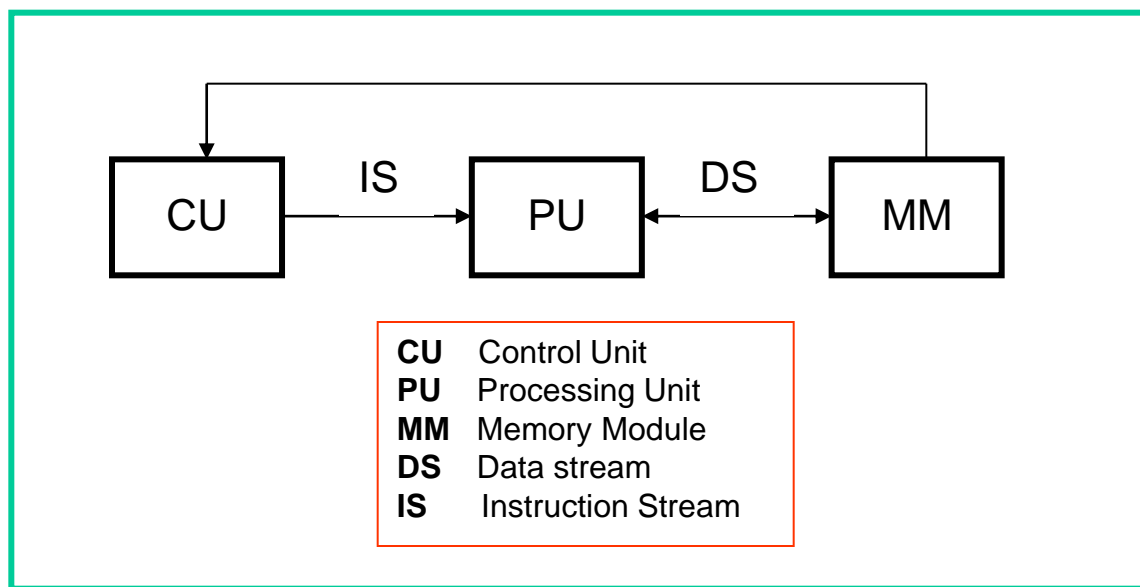 IS DS
CU PU MM
CU Control Unit
PU Processing Unit
MM Memory Module
DS Data stream
IS Instruction Stream